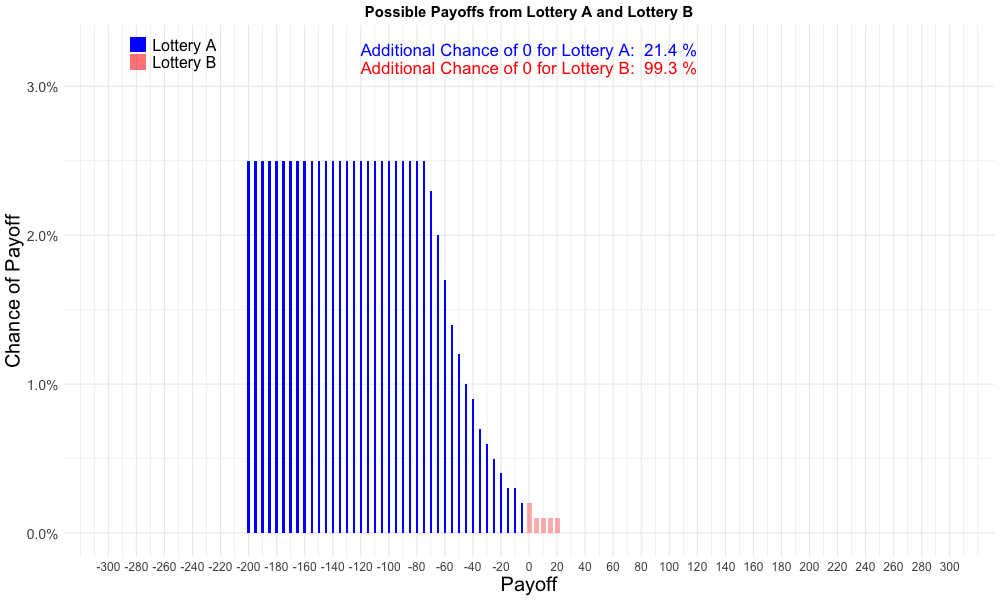 Possible Payoffs from Lottery A and Lottery B
Lottery A
Lottery B
Additional Chance of 0 for Lottery A: 21.4 %
Additional Chance of 0 for Lottery B: 99.3 %
3.0%
2.0%
1.0%
0.0%
Chance of Payoff
-300 -280 -260 -240 -220 -200 -180 -160 -140 -120 -100 -80 -60 -40 -20 0 20 40 60 80 100 120 140 160 180 200 220 240 260 280 300
Payoff